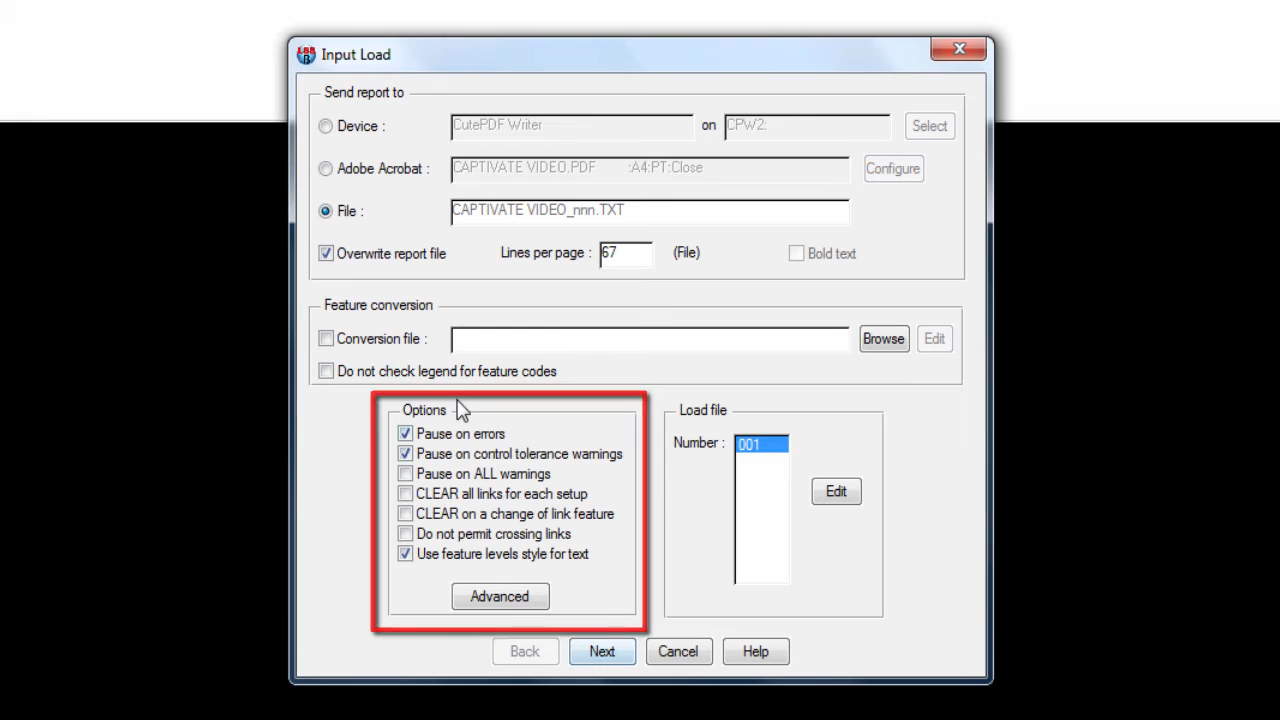 Input Load
Send report to
Device : CutePDF Writer on CPW2: Select
Adobe Acrobat : CAPTIVATE VIDEO.PDF :A4:PT:Close Configure
File : CAPTIVATE VIDEO_nnn.TXT
Overwrite report file Lines per page : 67 (File) Bold text
Feature conversion
Conversion file : Browse Edit
Do not check legend for feature codes
Options
Pause on errors
Pause on control tolerance warnings
Pause on ALL warnings
CLEAR all links for each setup
CLEAR on a change of link feature
Do not permit crossing links
Use feature levels style for text
Advanced
Load file
Number : 001
Edit
Back Next Cancel Help